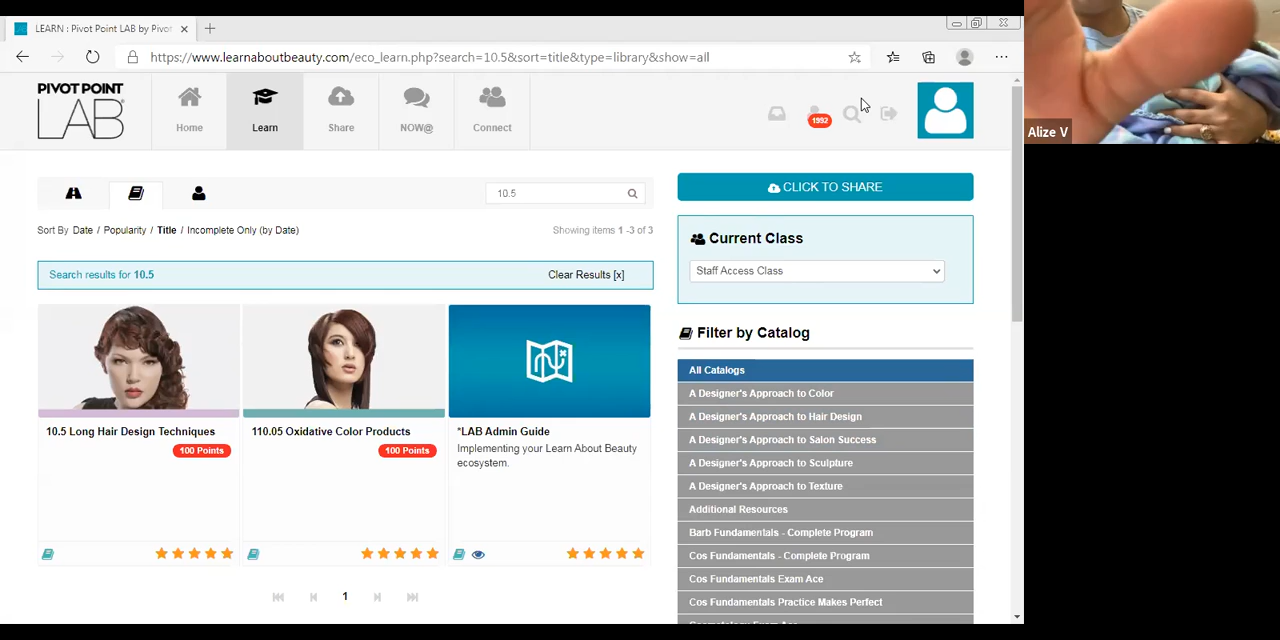 LEARN : Pivot Point LAB by Pivot
https://www.learnaboutbeauty.com/eco_learn.php?search=10.5&sort=title&type=library&show=all
PIVOT POINT
LAB
Home
Learn
Share
NOW@
Connect
1992
Alize V
10.5
CLICK TO SHARE
Sort By Date / Popularity / Title / Incomplete Only (by Date)
Showing items 1 -3 of 3
Current Class
Staff Access Class
Search results for 10.5
Clear Results [x]
10.5 Long Hair Design Techniques
100 Points
110.05 Oxidative Color Products
100 Points
*LAB Admin Guide
Implementing your Learn About Beauty
ecosystem.
1
Filter by Catalog
All Catalogs
A Designer's Approach to Color
A Designer's Approach to Hair Design
A Designer's Approach to Salon Success
A Designer's Approach to Sculpture
A Designer's Approach to Texture
Additional Resources
Barb Fundamentals - Complete Program
Cos Fundamentals - Complete Program
Cos Fundamentals Exam Ace
Cos Fundamentals Practice Makes Perfect